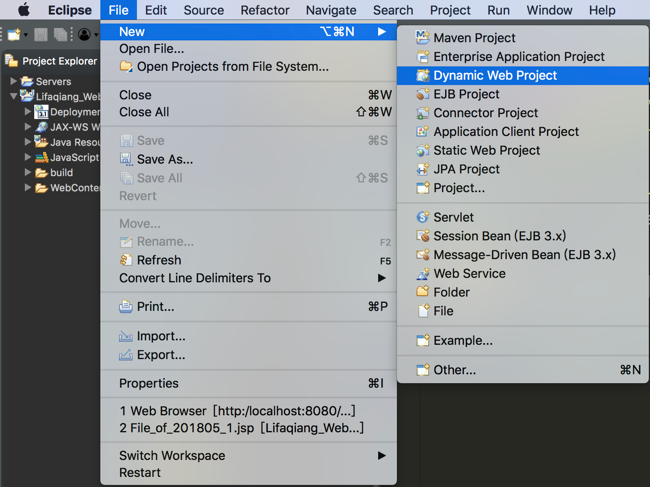 Eclipse File Edit Source Refactor Navigate Search Project Run Window Help
Project Explorer
Servers
Lifaqiang_Web
Deploymen
JAX-WS W
Java Resou
JavaScript
build
WebConten
New ⌥⌘N
Open File...
Open Projects from File System...
Close ⌘W
Close All ⇧⌘W
Save ⌘S
Save As...
Save All ⇧⌘S
Revert
Move...
Rename... F2
Refresh F5
Convert Line Delimiters To
Print... ⌘P
Import...
Export...
Properties ⌘I
1 Web Browser [http:/localhost:8080/...]
2 File_of_201805_1.jsp [Lifaqiang_Web...]
Switch Workspace
Restart
Maven Project
Enterprise Application Project
Dynamic Web Project
EJB Project
Connector Project
Application Client Project
Static Web Project
JPA Project
Project...
Servlet
Session Bean (EJB 3.x)
Message-Driven Bean (EJB 3.x)
Web Service
Folder
File
Example...
Other... ⌘N